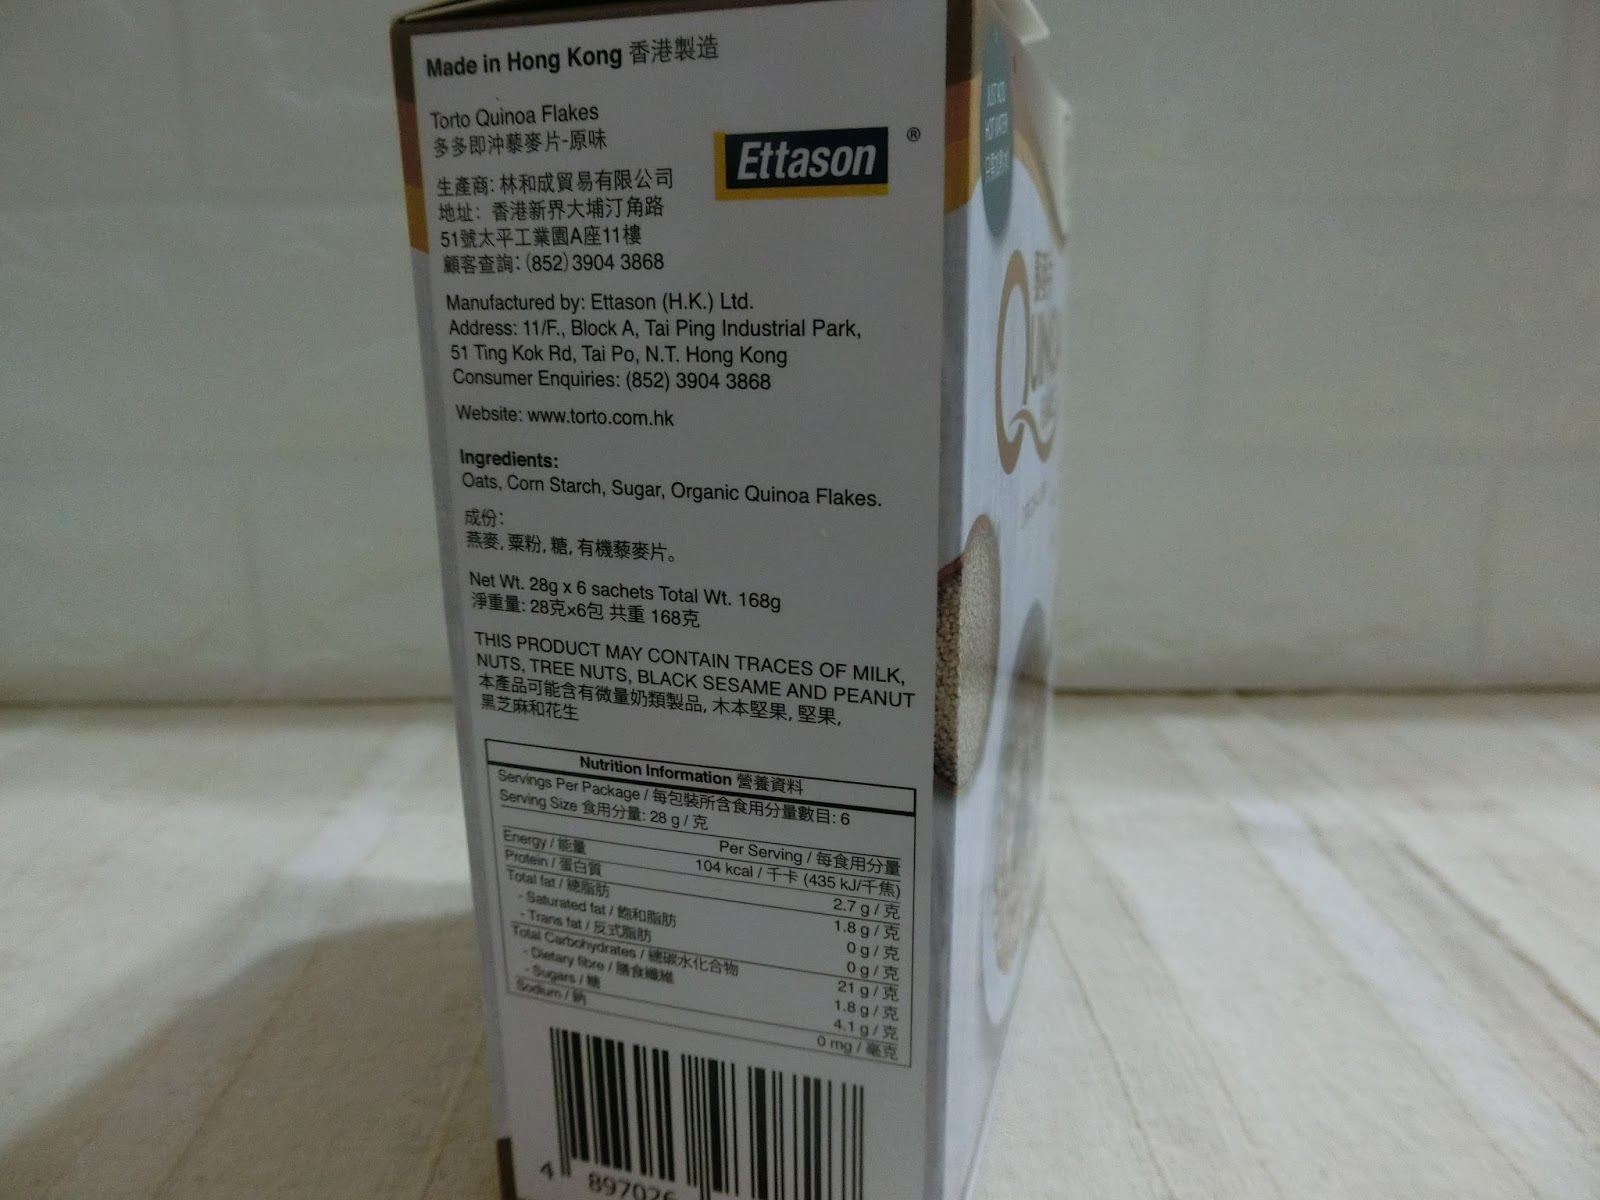 Made in Hong Kong 香港製造
Torto Quinoa Flakes
多多即沖藜麥片-原味
Ettason ®
生產商: 林和成貿易有限公司
地址: 香港新界大埔汀角路
51號太平工業園A座11樓
顧客查詢: (852) 3904 3868
Manufactured by: Ettason (H.K.) Ltd.
Address: 11/F., Block A, Tai Ping Industrial Park,
51 Ting Kok Rd, Tai Po, N.T. Hong Kong
Consumer Enquiries: (852) 3904 3868
Website: www.torto.com.hk
Ingredients:
Oats, Corn Starch, Sugar, Organic Quinoa Flakes.
成份:
燕麥, 粟粉, 糖, 有機藜麥片。
Net Wt. 28g x 6 sachets Total Wt. 168g
淨重量: 28克×6包 共重 168克
THIS PRODUCT MAY CONTAIN TRACES OF MILK,
NUTS, TREE NUTS, BLACK SESAME AND PEANUT
本產品可能含有微量奶類製品, 木本堅果, 堅果,
黑芝麻和花生
Nutrition Information 營養資料
Servings Per Package / 每包裝所含食用分量數目: 6
Serving Size 食用分量: 28 g / 克
Per Serving / 每食用分量
Energy / 能量 104 kcal / 千卡 (435 kJ/千焦)
Protein / 蛋白質 2.7 g / 克
Total fat / 總脂肪 1.8 g / 克
- Saturated fat / 飽和脂肪 0 g / 克
- Trans fat / 反式脂肪 0 g / 克
Total Carbohydrates / 總碳水化合物 21 g / 克
- Dietary fibre / 膳食纖維 1.8 g / 克
- Sugars / 糖 4.1 g / 克
Sodium / 鈉 0 mg / 毫克
4 897026
JUST ADD
HOT WATER